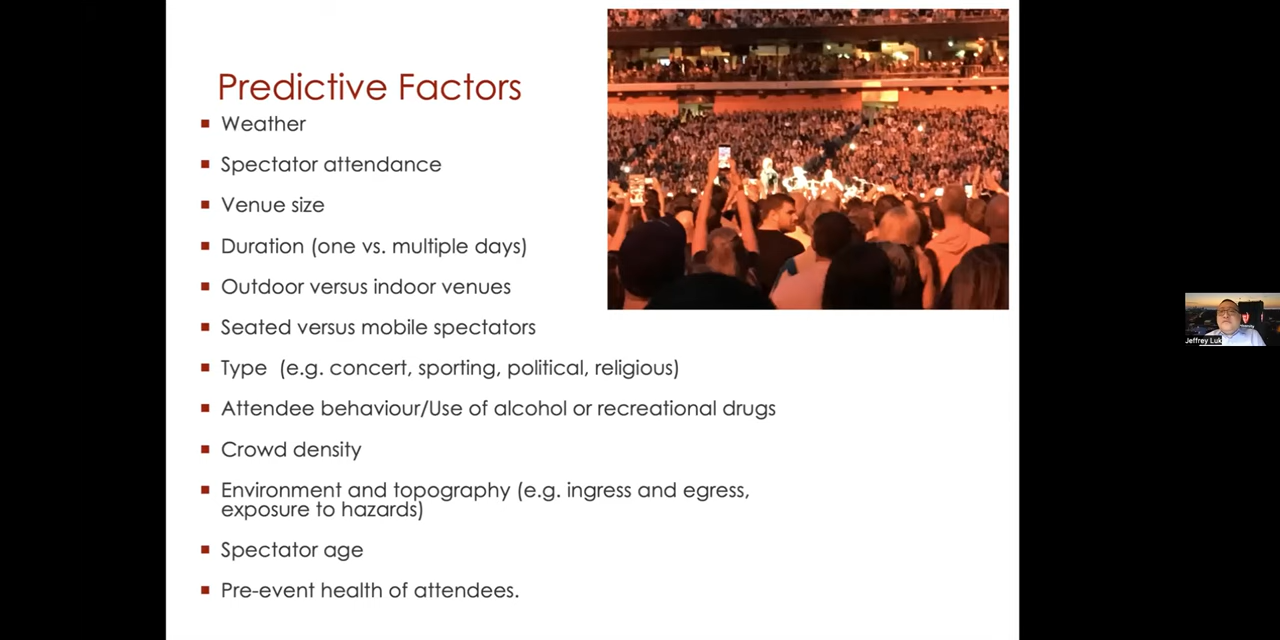 Predictive Factors
Weather
Spectator attendance
Venue size
Duration (one vs. multiple days)
Outdoor versus indoor venues
Seated versus mobile spectators
Type (e.g. concert, sporting, political, religious)
Attendee behaviour/Use of alcohol or recreational drugs
Crowd density
Environment and topography (e.g. ingress and egress,
exposure to hazards)
Spectator age
Pre-event health of attendees.
Jeffrey Luk